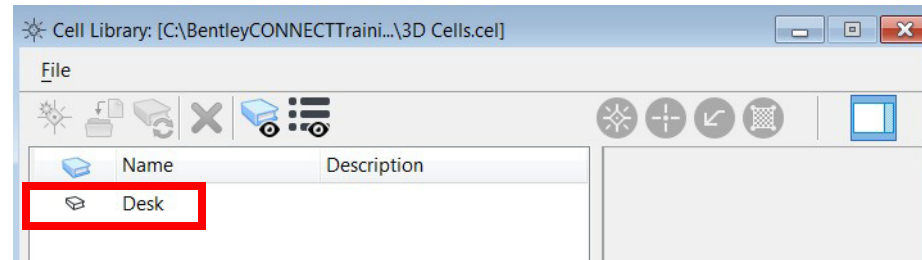 Cell Library: [C:\BentleyCONNECTTraini...\3D Cells.cel]
File
Name Description
Desk